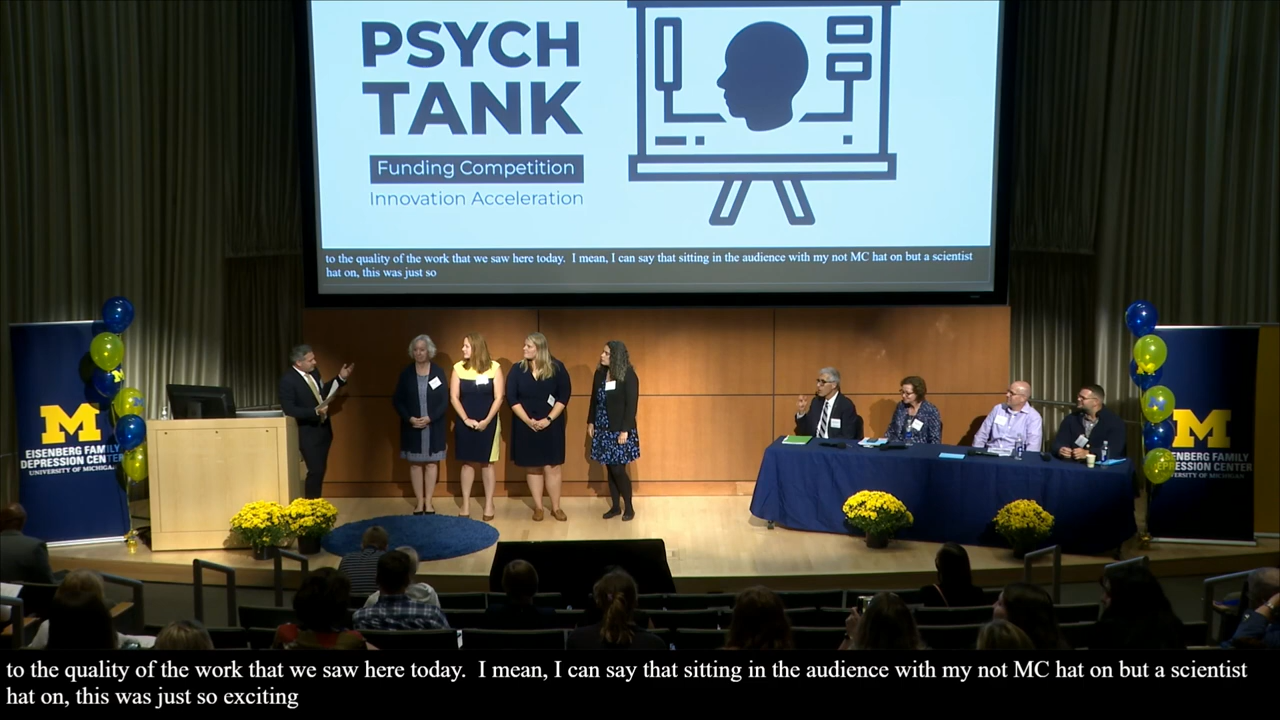 PSYCH
TANK
Funding Competition
Innovation Acceleration
to the quality of the work that we saw here today.  I mean, I can say that sitting in the audience with my not MC hat on but a scientist
hat on, this was just so
M
EISENBERG FAMILY
DEPRESSION CENTER
UNIVERSITY OF MICHIGAN
M
M
EISENBERG FAMILY
DEPRESSION CENTER
UNIVERSITY OF MICHIGAN
to the quality of the work that we saw here today.  I mean, I can say that sitting in the audience with my not MC hat on but a scientist
hat on, this was just so exciting